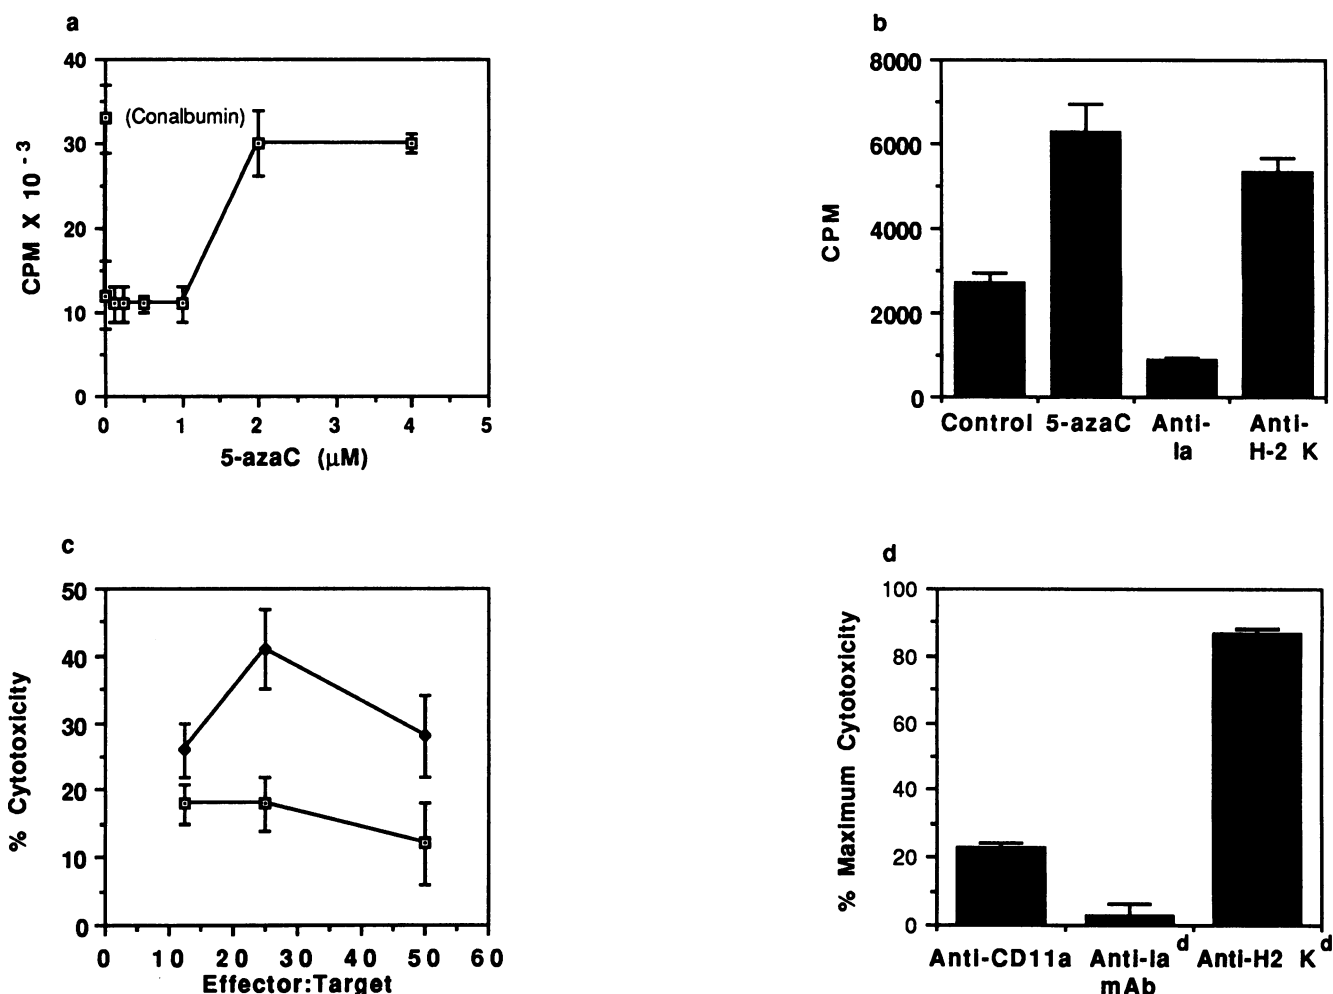 a
40
30
20
10
0
CPM X 10 -3
(Conalbumin)
0 1 2 3 4 5
5-azaC (μM)
b
8000
6000
4000
2000
0
CPM
Control 5-azaC Anti-Ia Anti-H-2 K
c
50
40
30
20
10
0
% Cytotoxicity
0 10 20 30 40 50 60
Effector:Target
d
100
80
60
40
20
0
% Maximum Cytotoxicity
Anti-CD11a Anti-Ia d Anti-H2 K d
mAb